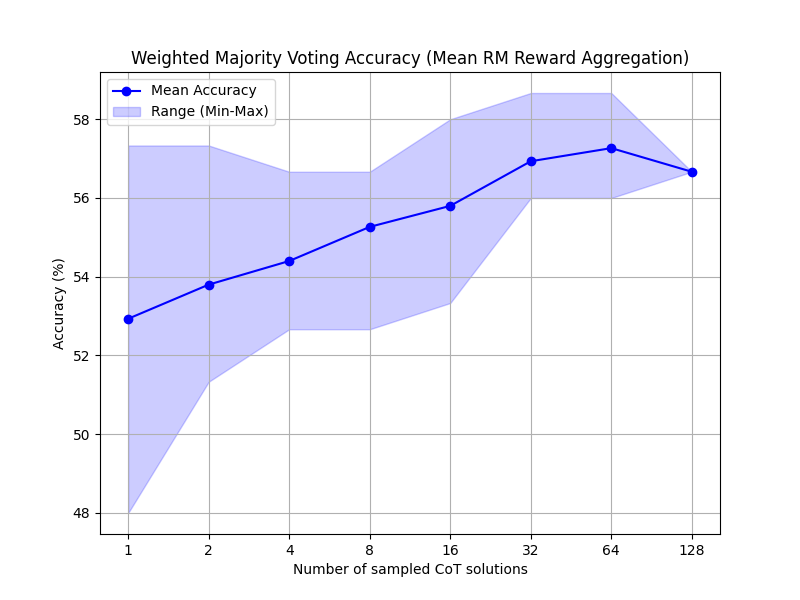 Weighted Majority Voting Accuracy (Mean RM Reward Aggregation)
Mean Accuracy
Range (Min-Max)
Accuracy (%)
58
56
54
52
50
48
1 2 4 8 16 32 64 128
Number of sampled CoT solutions